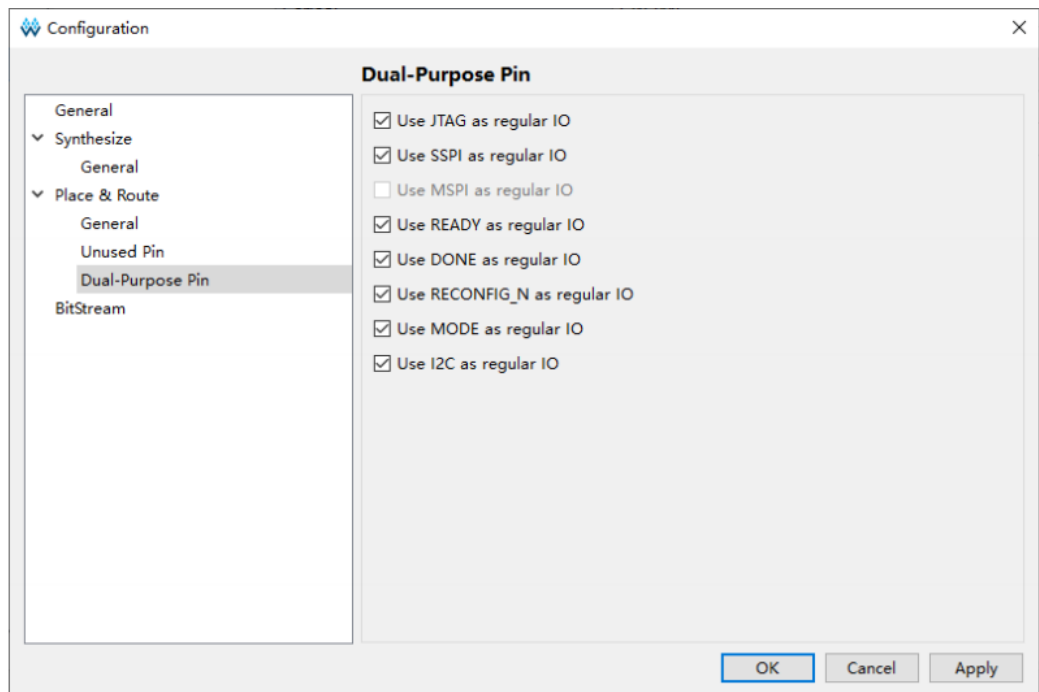 Configuration
Dual-Purpose Pin
General
Synthesize
General
Place & Route
General
Unused Pin
Dual-Purpose Pin
BitStream
Use JTAG as regular IO
Use SSPI as regular IO
Use MSPI as regular IO
Use READY as regular IO
Use DONE as regular IO
Use RECONFIG_N as regular IO
Use MODE as regular IO
Use I2C as regular IO
OK
Cancel
Apply